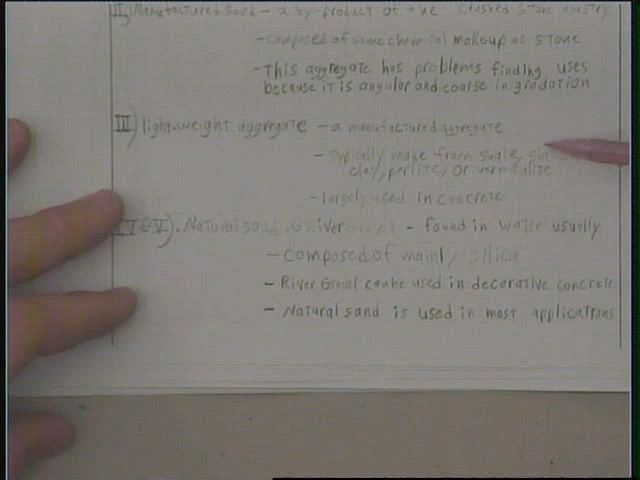 II) Manufactured sand - a by-product of the crushed stone industry
- composed of same chemical makeup as stone
- This aggregate has problems finding uses
because it is angular and coarse in gradation
III) light-weight aggregate - a manufactured aggregate
- Typically made from shale,
clay, perlite, or vermiculite
- largely used in concrete
IV & V). Natural sand & River - found in water usually
- composed of mainly silica
- River Gravel can be used in decorative concrete
- Natural sand is used in most applications